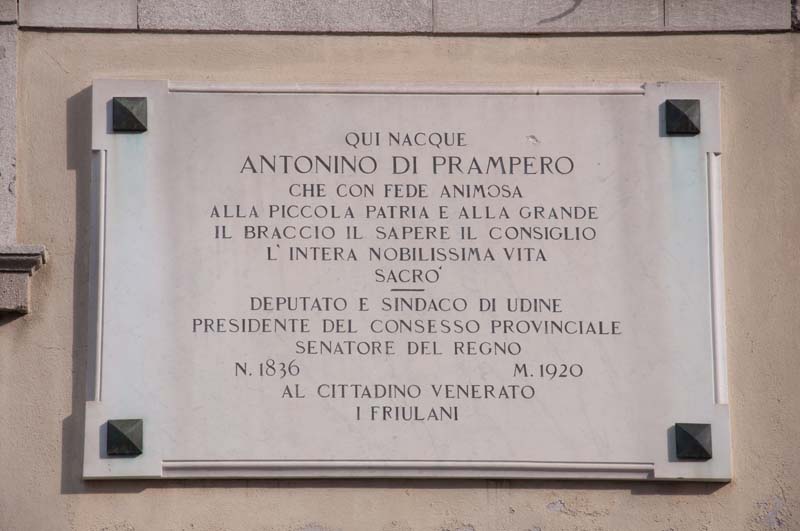 QUI NACQUE
ANTONINO DI PRAMPERO
CHE CON FEDE ANIMOSA
ALLA PICCOLA PATRIA E ALLA GRANDE
IL BRACCIO IL SAPERE IL CONSIGLIO
L'INTERA NOBILISSIMA VITA
SACRO'
DEPUTATO E SINDACO DI UDINE
PRESIDENTE DEL CONSESSO PROVINCIALE
SENATORE DEL REGNO
N. 1836 M. 1920
AL CITTADINO VENERATO
I FRIULANI